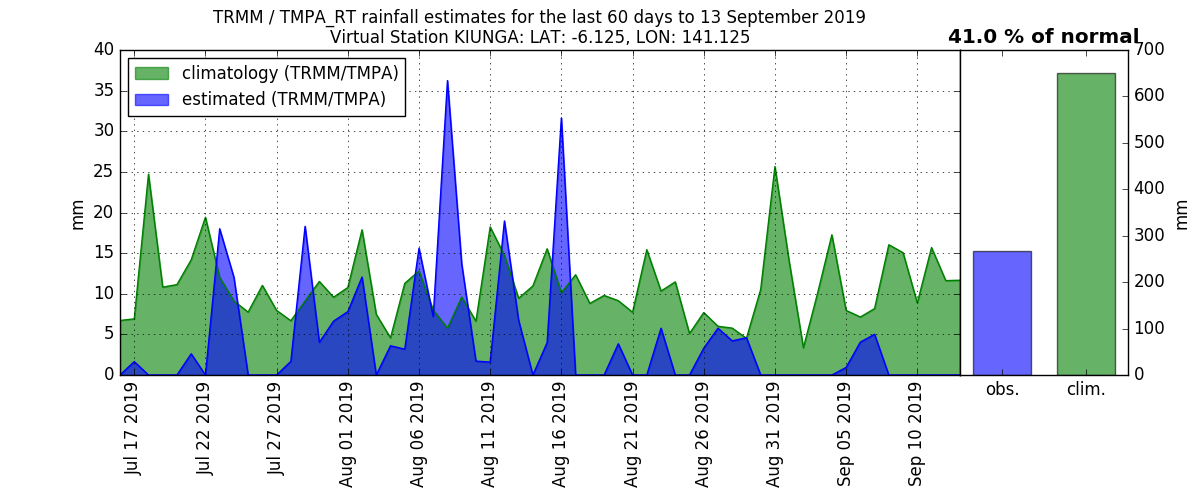 TRMM / TMPA_RT rainfall estimates for the last 60 days to 13 September 2019
Virtual Station KIUNGA: LAT: -6.125, LON: 141.125
41.0 % of normal
climatology (TRMM/TMPA)
estimated (TRMM/TMPA)
mm
40
35
30
25
20
15
10
5
0
Jul 17 2019
Jul 22 2019
Jul 27 2019
Aug 01 2019
Aug 06 2019
Aug 11 2019
Aug 16 2019
Aug 21 2019
Aug 26 2019
Aug 31 2019
Sep 05 2019
Sep 10 2019
700
600
500
400
300
200
100
0
mm
obs.
clim.